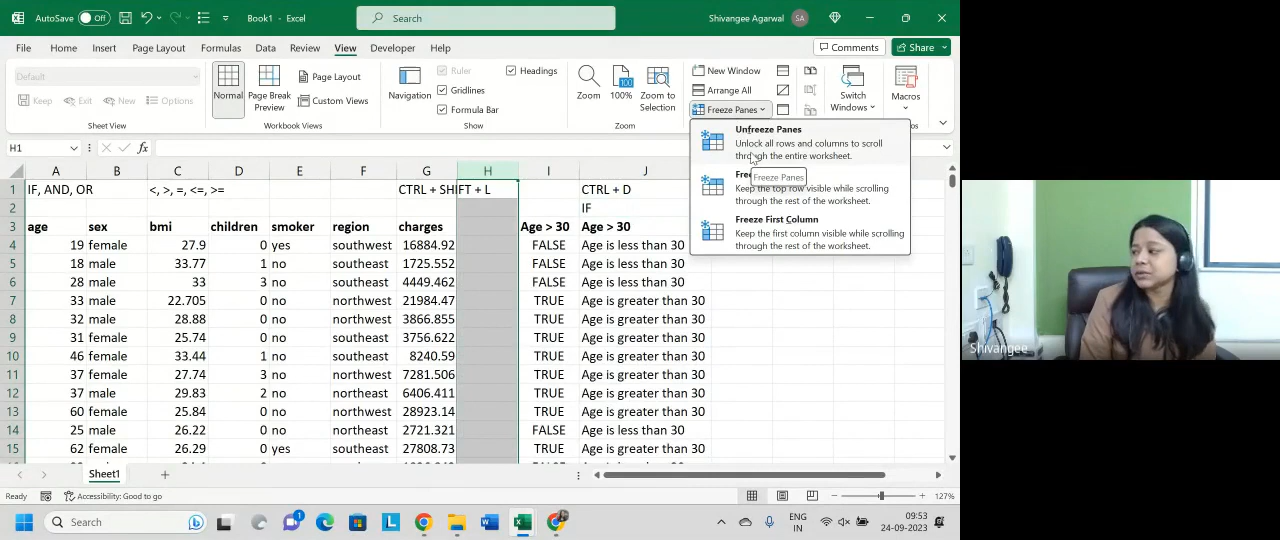 AutoSave Off Book1 - Excel Search Shivangee Agarwal SA
File Home Insert Page Layout Formulas Data Review View Developer Help Comments Share
Default
Keep Exit New Options
Sheet View
Normal
Page Break Preview
Page Layout
Custom Views
Workbook Views
Navigation
Ruler
Gridlines
Formula Bar
Headings
Show
Zoom
100%
Zoom to Selection
Zoom
New Window
Arrange All
Freeze Panes
Switch Windows
Macros
Macros
Unfreeze Panes
Unlock all rows and columns to scroll
through the entire worksheet.
Freeze Panes
Keep the top row visible while scrolling
through the rest of the worksheet.
Freeze First Column
Keep the first column visible while scrolling
through the rest of the worksheet.
H1 fx
A B C D E F G H I J
1 IF, AND, OR <, >, =, <=, >= CTRL + SHIFT + L CTRL + D
2 IF
3 age sex bmi children smoker region charges Age > 30 Age > 30
4 19 female 27.9 0 yes southwest 16884.92 FALSE Age is less than 30
5 18 male 33.77 1 no southeast 1725.552 FALSE Age is less than 30
6 28 male 33 3 no southeast 4449.462 FALSE Age is less than 30
7 33 male 22.705 0 no northwest 21984.47 TRUE Age is greater than 30
8 32 male 28.88 0 no northwest 3866.855 TRUE Age is greater than 30
9 31 female 25.74 0 no southeast 3756.622 TRUE Age is greater than 30
10 46 female 33.44 1 no southeast 8240.59 TRUE Age is greater than 30
11 37 female 27.74 3 no northwest 7281.506 TRUE Age is greater than 30
12 37 male 29.83 2 no northeast 6406.411 TRUE Age is greater than 30
13 60 female 25.84 0 no northwest 28923.14 TRUE Age is greater than 30
14 25 male 26.22 0 no northeast 2721.321 FALSE Age is less than 30
15 62 female 26.29 0 yes southeast 27808.73 TRUE Age is greater than 30
Sheet1
Ready Accessibility: Good to go 127%
Search
ENG
IN
09:53
24-09-2023
Shivangee